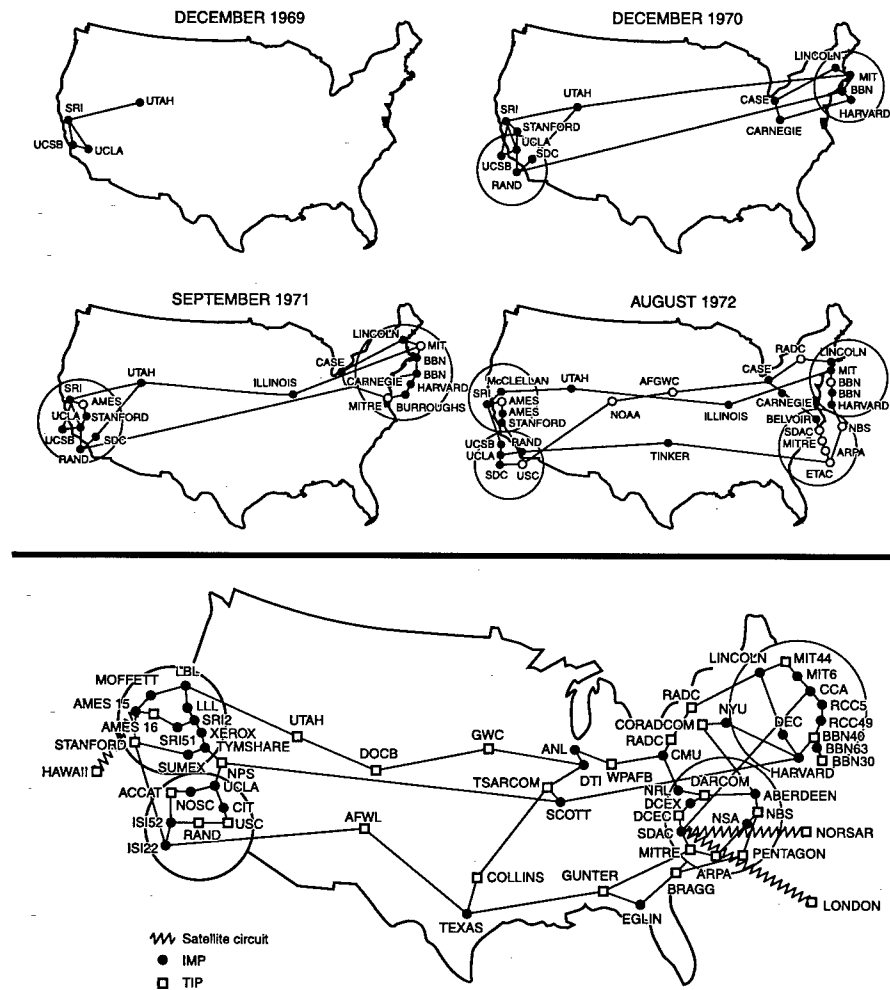 DECEMBER 1969
SRI
UTAH
UCSB
UCLA
DECEMBER 1970
LINCOLN
MIT
BBN
HARVARD
CASE
CARNEGIE
UTAH
SRI
STANFORD
UCLA
SDC
UCSB
RAND
SEPTEMBER 1971
LINCOLN
MIT
BBN
BBN
HARVARD
BURROUGHS
CASE
CARNEGIE
MITRE
UTAH
ILLINOIS
SRI
AMES
STANFORD
UCLA
UCSB
SDC
RAND
AUGUST 1972
RADC
LINCOLN
MIT
BBN
BBN
HARVARD
CASE
CARNEGIE
BELVOIR
SDAC
MITRE
NBS
ARPA
ETAC
McCLELLAN
UTAH
AFGWC
SRI
AMES
AMES
STANFORD
NOAA
ILLINOIS
UCSB
RAND
UCLA
SDC
USC
TINKER
LINCOLN
MIT44
MIT6
CCA
RCC5
RCC49
BBN40
BBN63
BBN30
HARVARD
DEC
NYU
RADC
CORADCOM
RADC
CMU
MOFFETT
LBL
AMES 15
LLL
AMES 16
SRI2
SRI51
XEROX
STANFORD
TYMSHARE
SUMEX
HAWAII
UTAH
DOCB
GWC
ANL
DTI
WPAFB
TSARCOM
SCOTT
NPS
ACCAT
UCLA
NOSC
CIT
ISI52
RAND
USC
ISI22
AFWL
NRL
DARCOM
DCEX
ABERDEEN
DCEC
NSA
NBS
SDAC
NORSAR
MITRE
PENTAGON
ARPA
BRAGG
LONDON
COLLINS
GUNTER
TEXAS
EGLIN
Satellite circuit
IMP
TIP